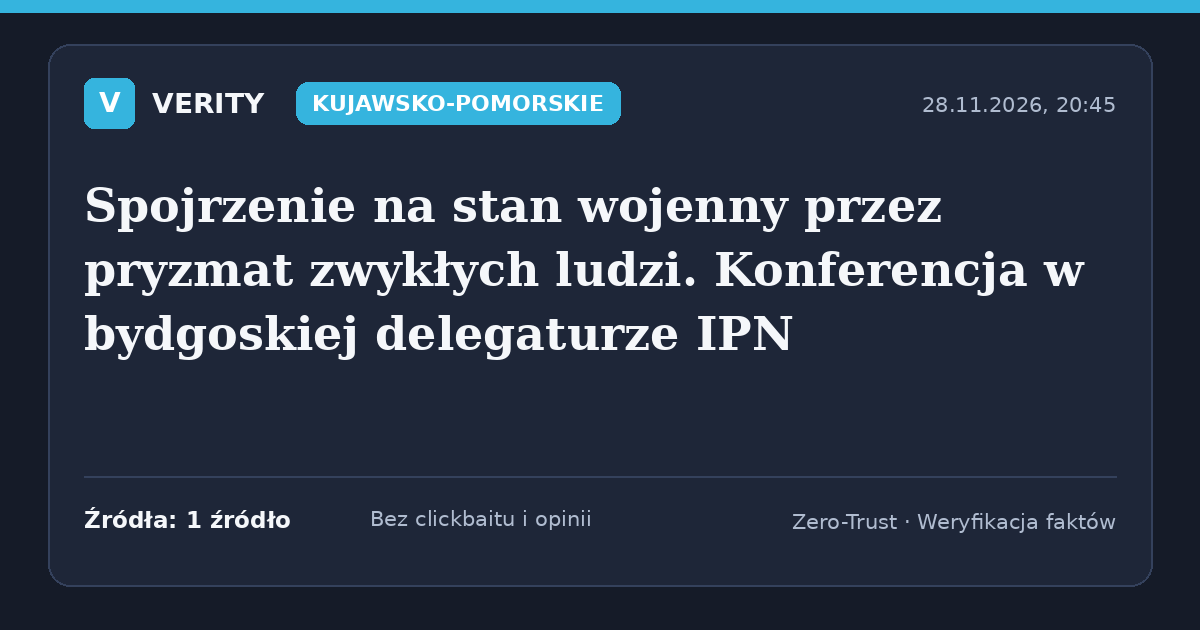 V VERITY KUJAWSKO-POMORSKIE 28.11.2026, 20:45
Spojrzenie na stan wojenny przez
pryzmat zwykłych ludzi. Konferencja w
bydgoskiej delegaturze IPN
Źródła: 1 źródło Bez clickbaitu i opinii Zero-Trust · Weryfikacja faktów